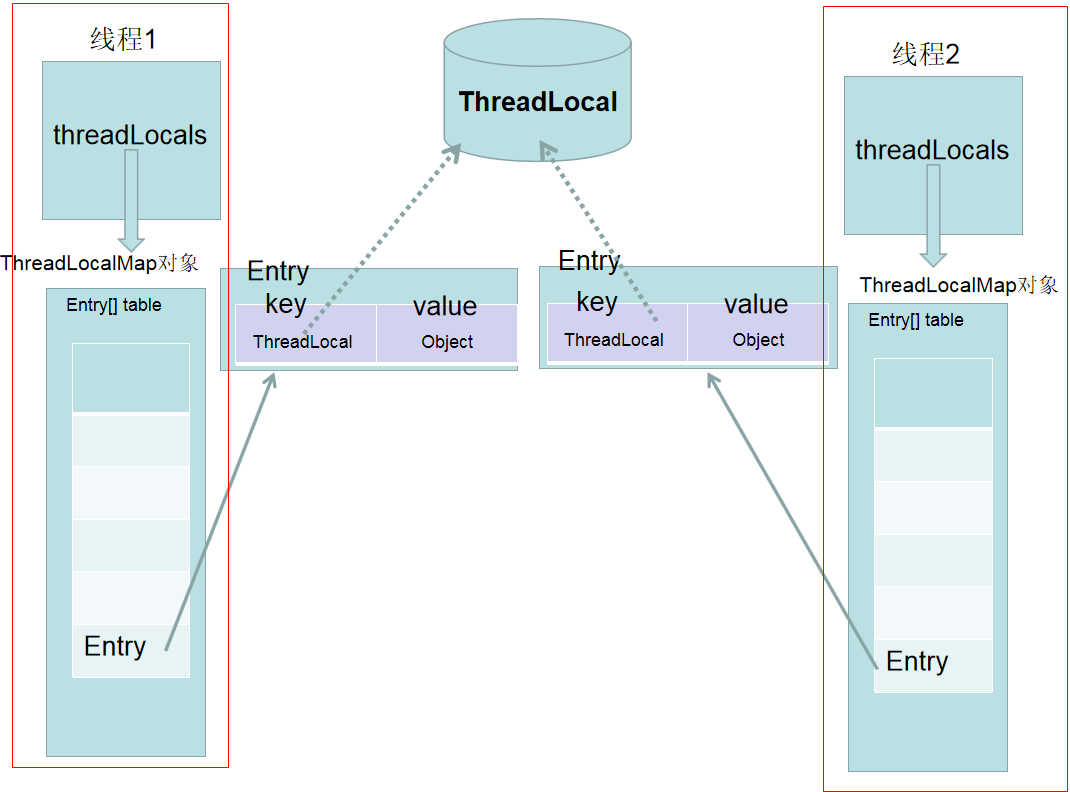 线程1
threadLocals
ThreadLocalMap对象
Entry[] table
Entry
ThreadLocal
Entry
key
value
ThreadLocal
Object
Entry
key
value
ThreadLocal
Object
线程2
threadLocals
ThreadLocalMap对象
Entry[] table
Entry